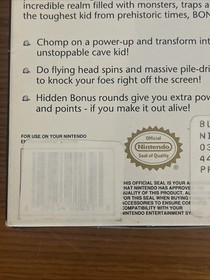 incredible realm filled with monsters, traps a
the toughest kid from prehistoric times, BON
Chomp on a power-up and transform int
unstoppable cave kid!
Do flying head spins and massive pile-dri
to knock your foes right off the screen!
Hidden Bonus rounds give you extra pow
and points - if you make it out alive!
FOR USE ON YOUR NINTENDO
Official
Nintendo
Seal of Quality
THIS OFFICIAL SEAL IS YOUR A
THAT NINTENDO HAS APPROVE
QUALITY OF THIS PRODUCT. AL
FOR THIS SEAL WHEN BUYING
ACCESSORIES TO ENSURE CO
COMPATIBILITY WITH YOUR
NINTENDO ENTERTAINMENT SY